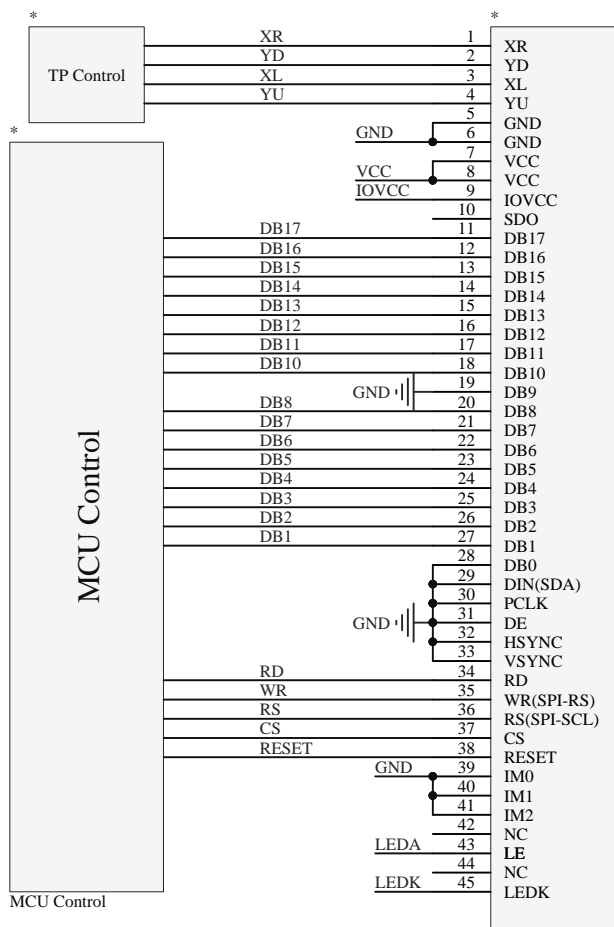 *
*
XR 1 XR
YD 2 YD
TP Control
XL 3 XL
YU 4 YU
5 GND
*
GND 6 GND
7 VCC
VCC 8 VCC
IOVCC 9 IOVCC
10 SDO
DB17 11 DB17
DB16 12 DB16
DB15 13 DB15
DB14 14 DB14
DB13 15 DB13
DB12 16 DB12
DB11 17 DB11
DB10 18 DB10
GND 19 DB9
DB8 20 DB8
DB7 21 DB7
DB6 22 DB6
DB5 23 DB5
DB4 24 DB4
DB3 25 DB3
DB2 26 DB2
DB1 27 DB1
MCU Control
28 DB0
29 DIN(SDA)
30 PCLK
GND 31 DE
32 HSYNC
33 VSYNC
RD 34 RD
WR 35 WR(SPI-RS)
RS 36 RS(SPI-SCL)
CS 37 CS
RESET 38 RESET
GND 39 IM0
40 IM1
41 IM2
42 NC
LEDA 43 LE
44 NC
LEDK 45 LEDK
MCU Control